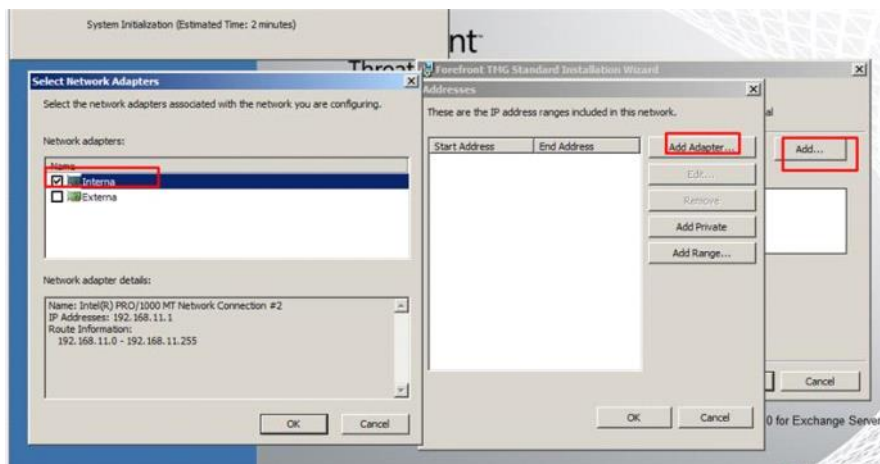 System Initialization (Estimated Time: 2 minutes)
nt
Threat
Forefront TMG Standard Installation Wizard
al
Add...
Cancel
0 for Exchange Server
Select Network Adapters
Select the network adapters associated with the network you are configuring.
Network adapters:
Name
Interna
Externa
Network adapter details:
Name: Intel(R) PRO/1000 MT Network Connection #2
IP Addresses: 192.168.11.1
Route Information:
192.168.11.0 - 192.168.11.255
OK
Cancel
Addresses
These are the IP address ranges included in this network.
Start Address
End Address
Add Adapter...
Edit...
Remove
Add Private
Add Range...
OK
Cancel